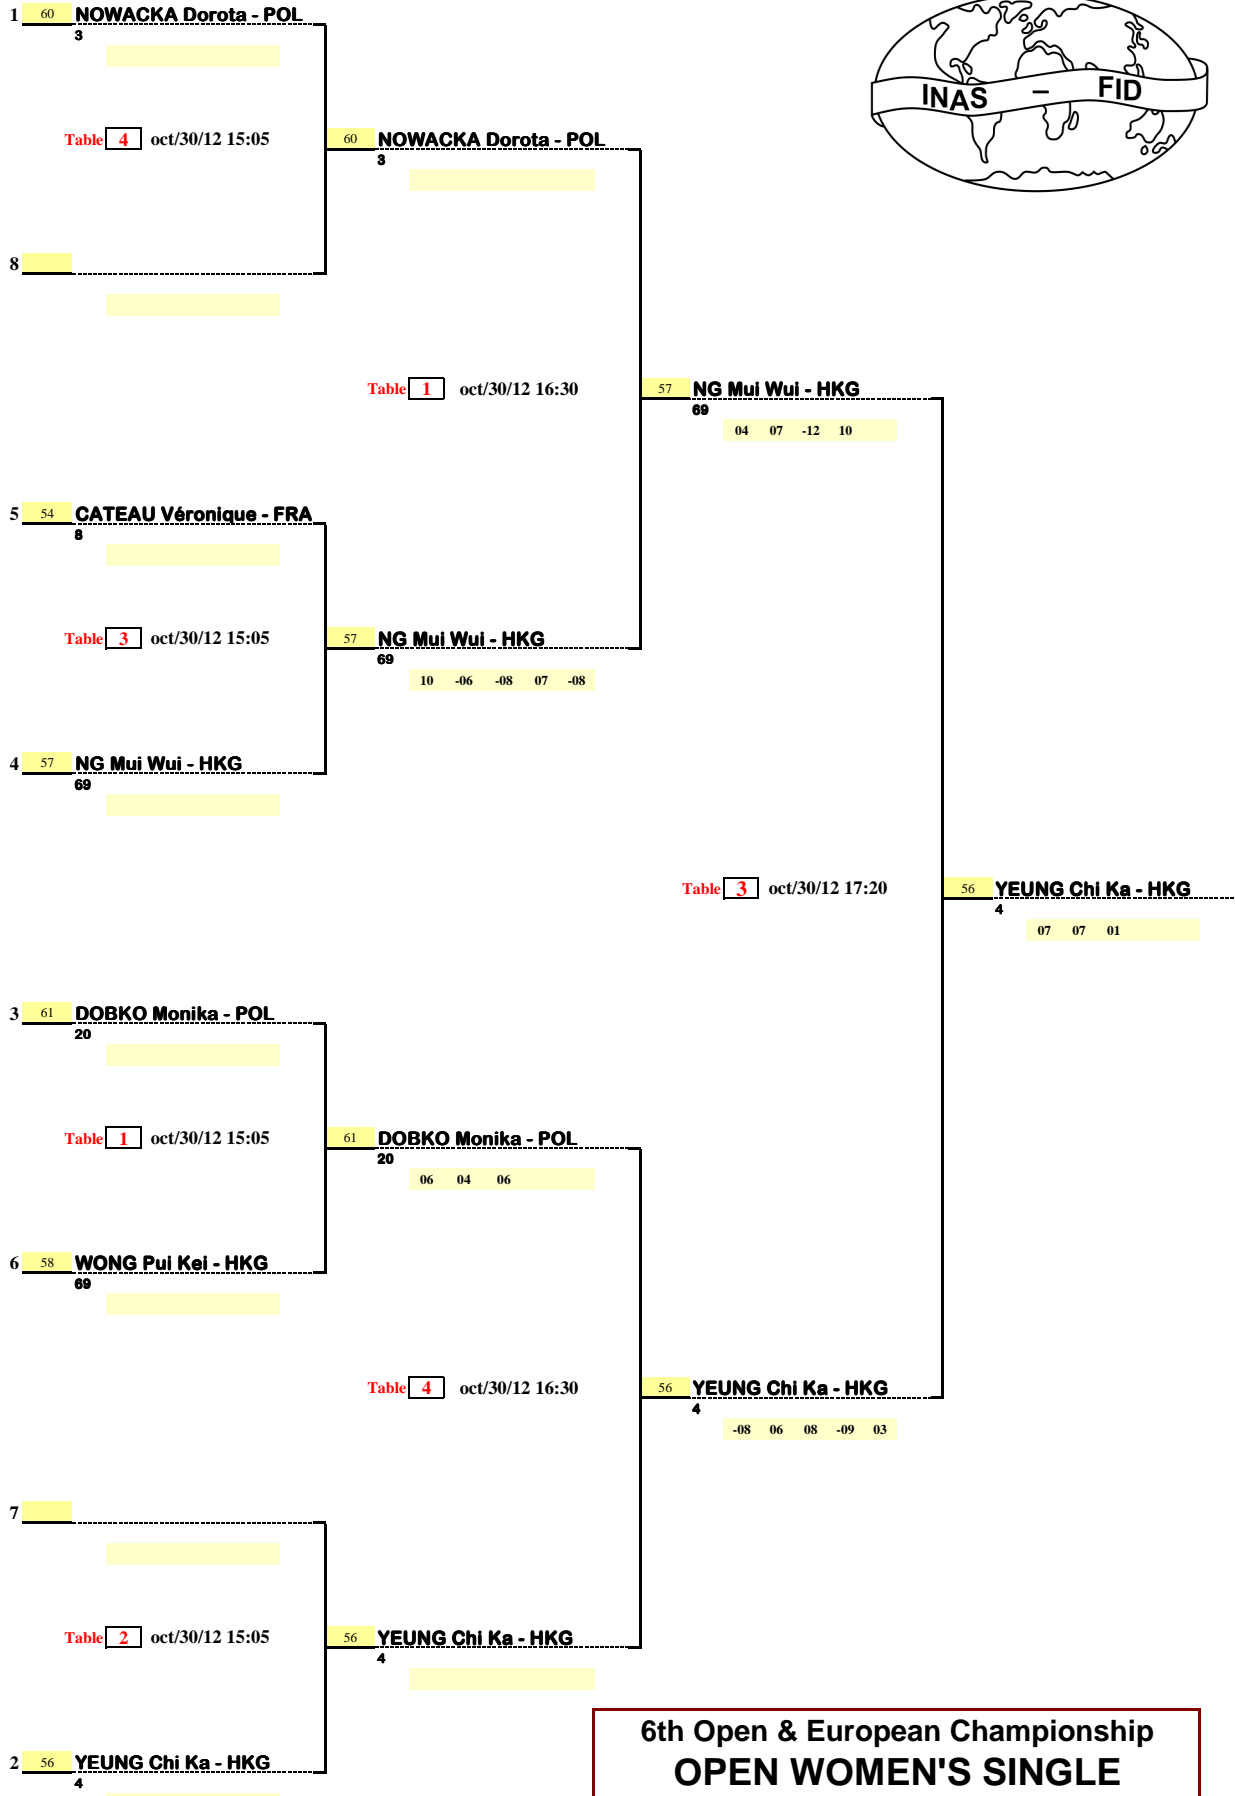 1 60 NOWACKA Dorota - POL
3
INAS – FID
Table 4 oct/30/12 15:05
60 NOWACKA Dorota - POL
3
8
Table 1 oct/30/12 16:30
57 NG Mui Wui - HKG
69
04 07 -12 10
5 54 CATEAU Véronique - FRA
8
Table 3 oct/30/12 15:05
57 NG Mui Wui - HKG
69
10 -06 -08 07 -08
4 57 NG Mui Wui - HKG
69
Table 3 oct/30/12 17:20
56 YEUNG Chi Ka - HKG
4
07 07 01
3 61 DOBKO Monika - POL
20
Table 1 oct/30/12 15:05
61 DOBKO Monika - POL
20
06 04 06
6 58 WONG Pui Kei - HKG
69
Table 4 oct/30/12 16:30
56 YEUNG Chi Ka - HKG
4
-08 06 08 -09 03
7
Table 2 oct/30/12 15:05
56 YEUNG Chi Ka - HKG
4
6th Open & European Championship
OPEN WOMEN'S SINGLE
2 56 YEUNG Chi Ka - HKG
4